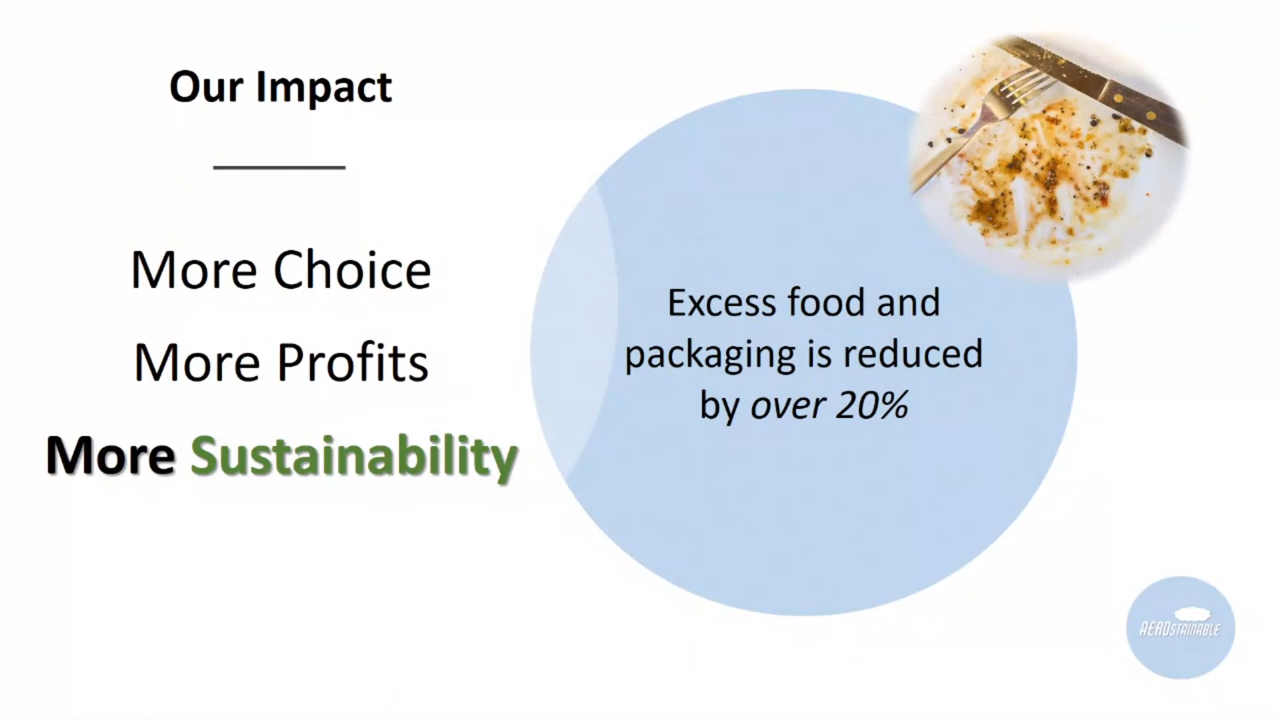 Our Impact
More Choice
More Profits
More Sustainability
Excess food and
packaging is reduced
by over 20%
AEROSTAINABLE